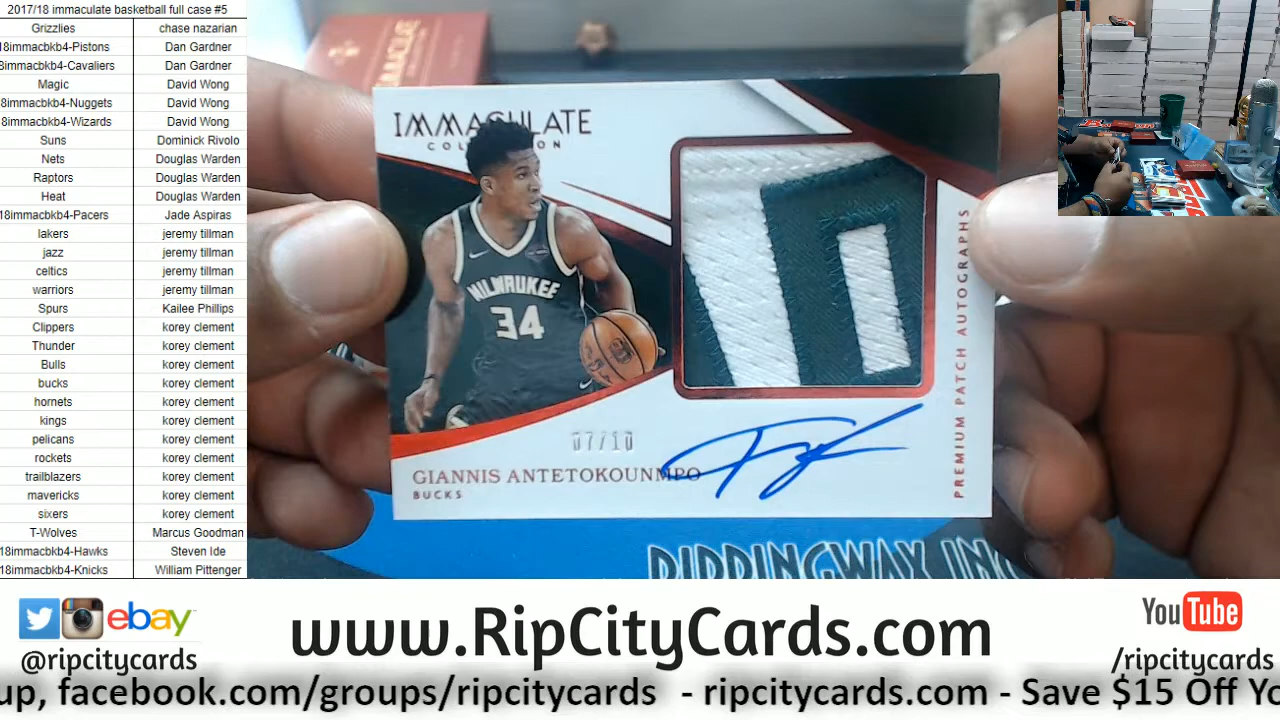 2017/18 immaculate basketball full case #5
Grizzlies chase nazarian
18immacbkb4-Pistons Dan Gardner
8immacbkb4-Cavaliers Dan Gardner
Magic David Wong
8immacbkb4-Nuggets David Wong
8immacbkb4-Wizards David Wong
Suns Dominick Rivolo
Nets Douglas Warden
Raptors Douglas Warden
Heat Douglas Warden
18immacbkb4-Pacers Jade Aspiras
lakers jeremy tillman
jazz jeremy tillman
celtics jeremy tillman
warriors jeremy tillman
Spurs Kailee Phillips
Clippers korey clement
Thunder korey clement
Bulls korey clement
bucks korey clement
hornets korey clement
kings korey clement
pelicans korey clement
rockets korey clement
trailblazers korey clement
mavericks korey clement
sixers korey clement
T-Wolves Marcus Goodman
18immacbkb4-Hawks Steven Ide
18immacbkb4-Knicks William Pittenger
IMMACULATE
COLLECTION
MILWAUKEE
34
07/10
GIANNIS ANTETOKOUNMPO
BUCKS
PREMIUM PATCH AUTOGRAPHS
RIPPINGWAX INC
ebay
@ripcitycards
www.RipCityCards.com
YouTube
/ripcitycards
up, facebook.com/groups/ripcitycards - ripcitycards.com - Save $15 Off Yo